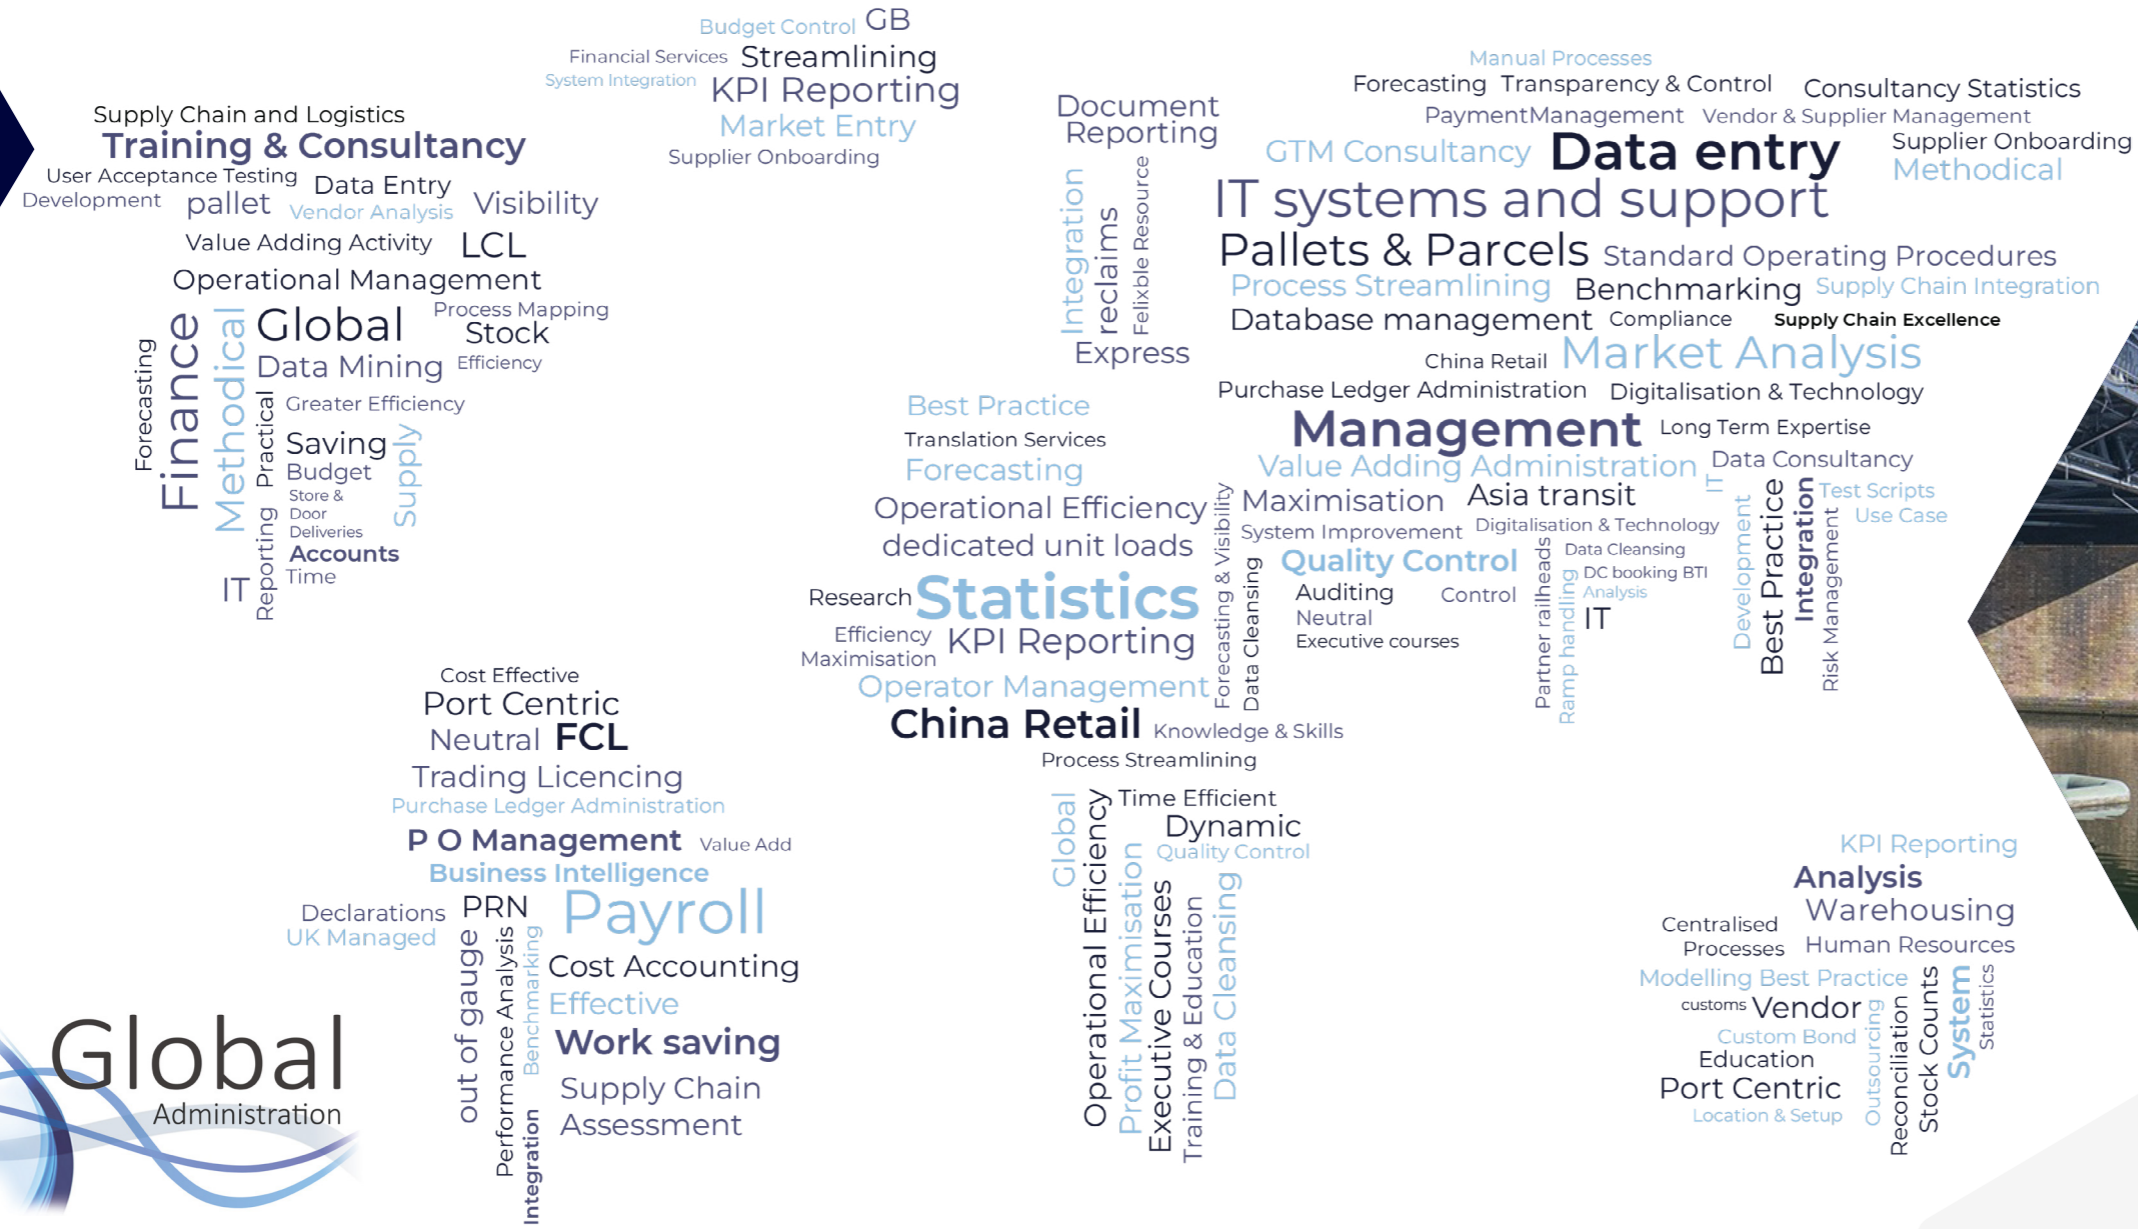 Budget Control GB
Financial Services Streamlining
System Integration KPI Reporting
Market Entry
Supplier Onboarding
Supply Chain and Logistics
Training & Consultancy
User Acceptance Testing Data Entry
Development pallet Vendor Analysis Visibility
Value Adding Activity LCL
Operational Management
Global Process Mapping
Stock
Data Mining Efficiency
Forecasting
Finance
Methodical
Practical
Greater Efficiency
Saving
Supply
Budget
Store &
Door
Deliveries
Accounts
Reporting
Time
IT
Document
Reporting
Integration
reclaims
Felixble Resource
Express
Manual Processes
Forecasting Transparency & Control Consultancy Statistics
PaymentManagement Vendor & Supplier Management
GTM Consultancy Data entry Supplier Onboarding
Methodical
IT systems and support
Pallets & Parcels Standard Operating Procedures
Process Streamlining Benchmarking Supply Chain Integration
Database management Compliance Supply Chain Excellence
China Retail Market Analysis
Purchase Ledger Administration Digitalisation & Technology
Management Long Term Expertise
Value Adding Administration Data Consultancy
IT
Maximisation Asia transit
System Improvement Digitalisation & Technology
Quality Control Data Cleansing
DC booking BTI
Auditing Control Analysis
Neutral IT
Executive courses
Partner railheads
Ramp handling
Development
Best Practice
Integration
Risk Management
Test Scripts
Use Case
Best Practice
Translation Services
Forecasting
Operational Efficiency
dedicated unit loads
Research Statistics
Efficiency KPI Reporting
Maximisation
Operator Management
Forecasting & Visibility
Data Cleansing
China Retail Knowledge & Skills
Process Streamlining
Global
Operational Efficiency
Time Efficient
Dynamic
Quality Control
Profit Maximisation
Executive Courses
Training & Education
Data Cleansing
Cost Effective
Port Centric
Neutral FCL
Trading Licencing
Purchase Ledger Administration
P O Management Value Add
Business Intelligence
Declarations PRN Payroll
UK Managed
out of gauge
Performance Analysis
Benchmarking
Integration
Cost Accounting
Effective
Work saving
Supply Chain
Assessment
KPI Reporting
Analysis
Centralised Warehousing
Processes Human Resources
Modelling Best Practice
customs Vendor
Custom Bond
Education
Port Centric
Location & Setup
Outsourcing
Reconciliation
Stock Counts
System
Statistics
Global
Administration